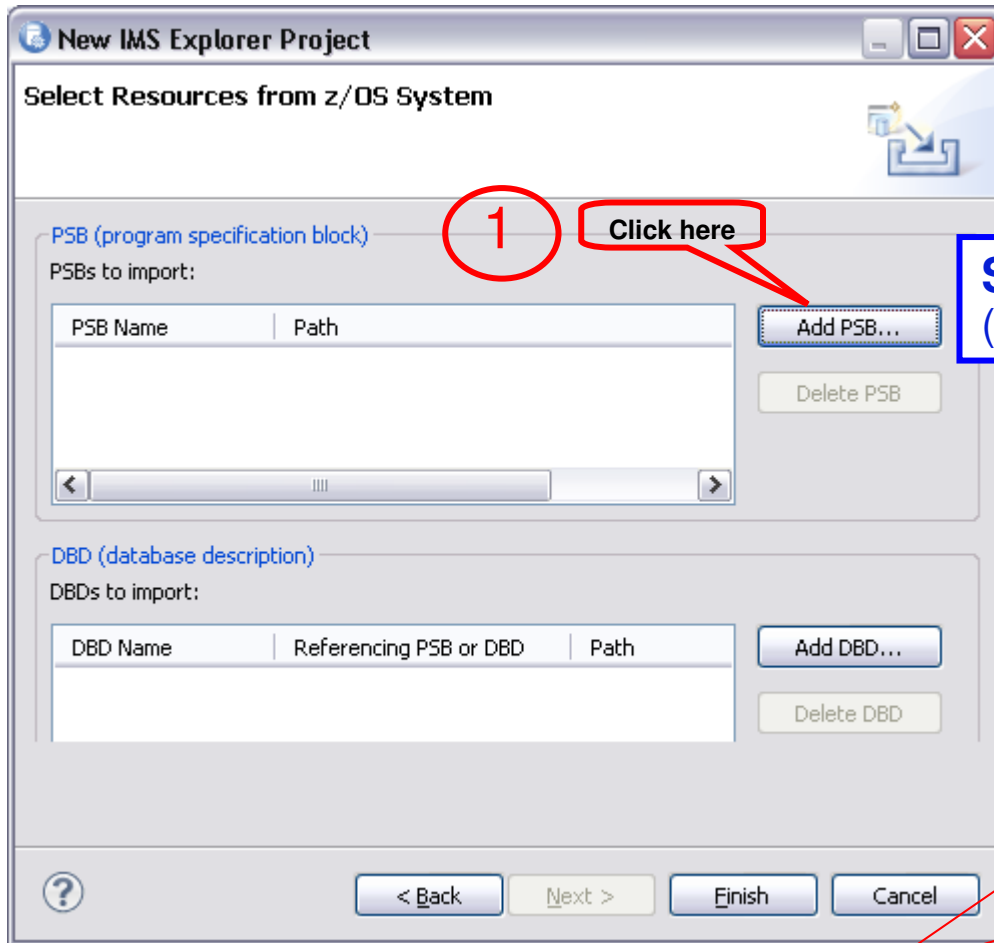 New IMS Explorer Project
Select Resources from z/OS System
1
Click here
PSB (program specification block)
PSBs to import:
S
(
PSB Name
Path
Add PSB...
Delete PSB
DBD (database description)
DBDs to import:
DBD Name
Referencing PSB or DBD
Path
Add DBD...
Delete DBD
?
< Back
Next >
Finish
Cancel